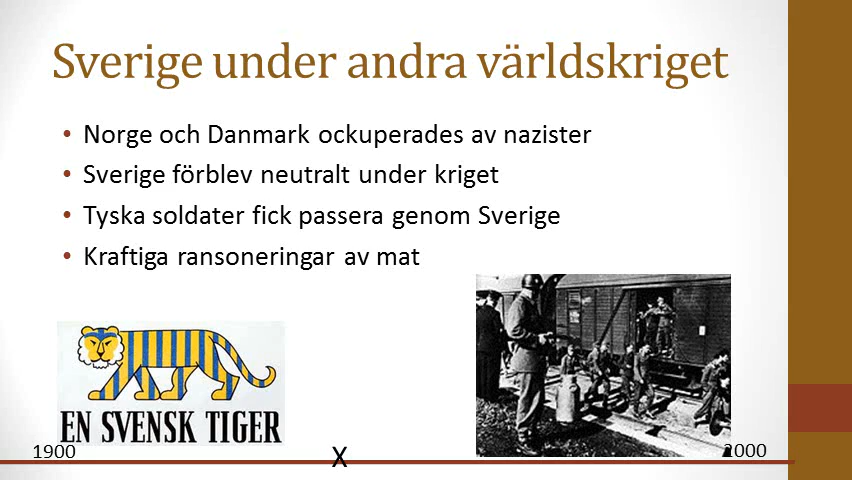 Sverige under andra världskriget
• Norge och Danmark ockuperades av nazister
• Sverige förblev neutralt under kriget
• Tyska soldater fick passera genom Sverige
• Kraftiga ransoneringar av mat
EN SVENSK TIGER
1900
X
2000